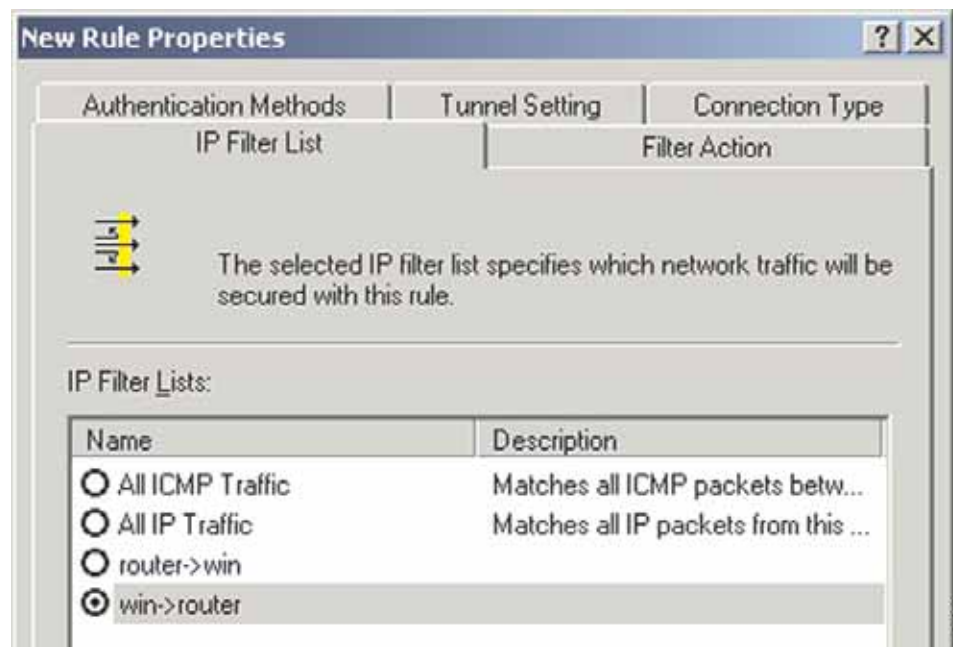 New Rule Properties
Authentication Methods Tunnel Setting Connection Type
IP Filter List Filter Action
The selected IP filter list specifies which network traffic will be
secured with this rule.
IP Filter Lists:
Name Description
All ICMP Traffic Matches all ICMP packets betw...
All IP Traffic Matches all IP packets from this ...
router->win
win->router